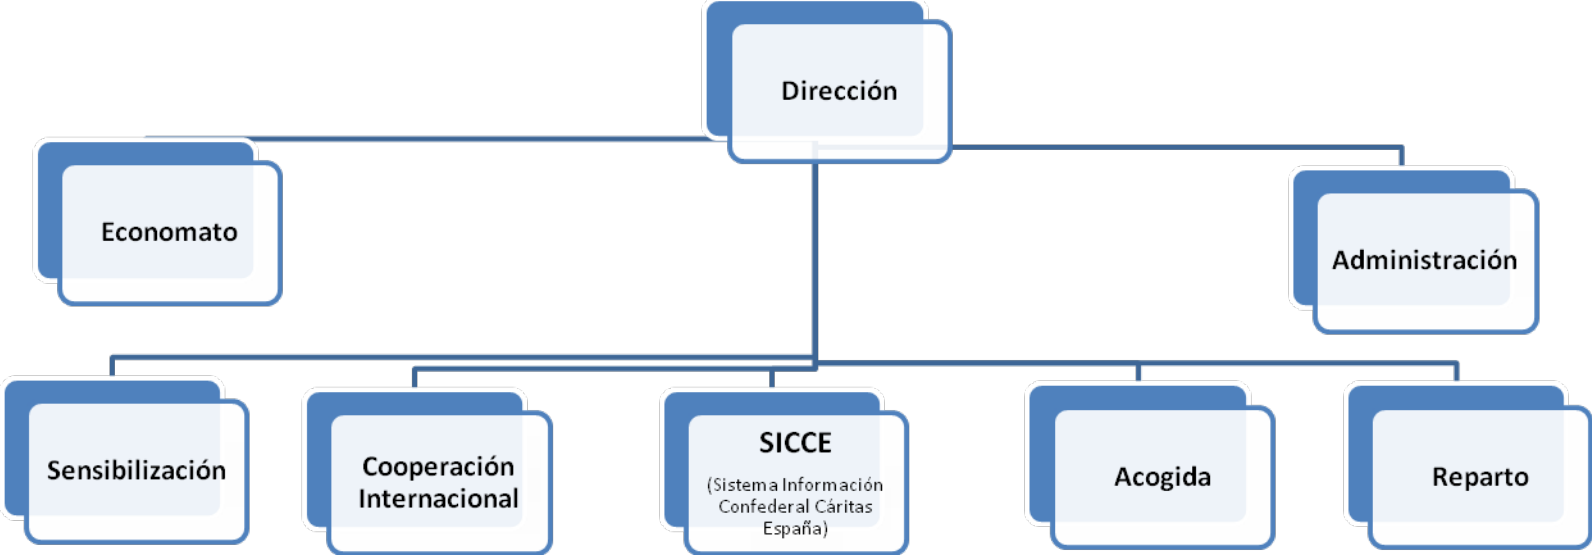 Dirección
Economato
Administración
Sensibilización
Cooperación
Internacional
SICCE
(Sistema Información
Confederal Cáritas
España)
Acogida
Reparto